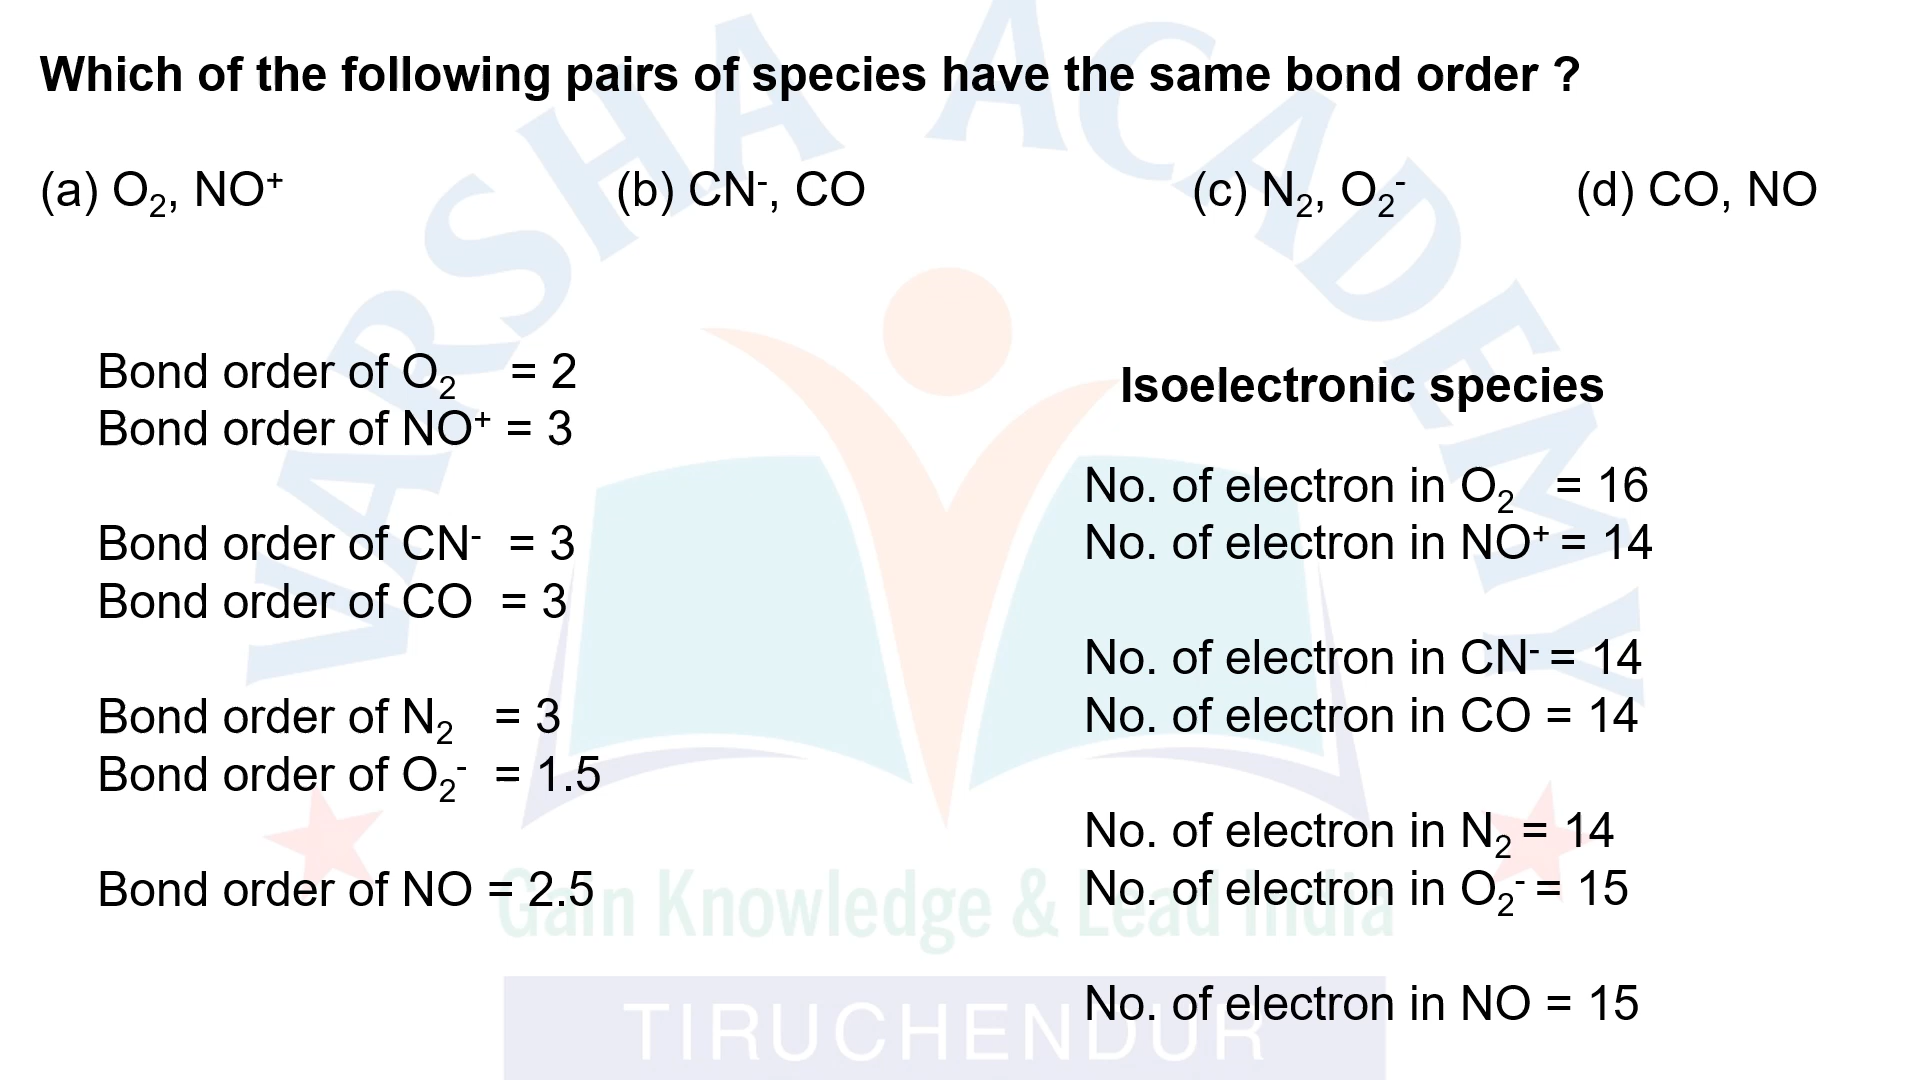 Which of the following pairs of species have the same bond order ?
(a) O₂, NO⁺ (b) CN⁻, CO (c) N₂, O₂⁻ (d) CO, NO
Bond order of O₂ = 2
Bond order of NO⁺ = 3
Bond order of CN⁻ = 3
Bond order of CO = 3
Bond order of N₂ = 3
Bond order of O₂⁻ = 1.5
Bond order of NO = 2.5
Isoelectronic species
No. of electron in O₂ = 16
No. of electron in NO⁺ = 14
No. of electron in CN⁻ = 14
No. of electron in CO = 14
No. of electron in N₂ = 14
No. of electron in O₂⁻ = 15
No. of electron in NO = 15
VARSHA ACADEMY
Gain Knowledge & Lead India
TIRUCHENDUR